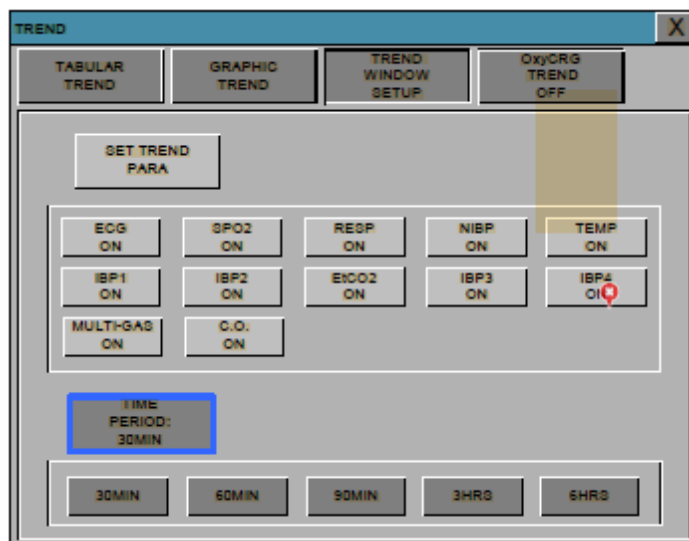 TREND X
TABULAR
TREND
GRAPHIC
TREND
TREND
WINDOW
SETUP
OxyCRG
TREND
OFF
SET TREND
PARA
ECG
ON
SPO2
ON
RESP
ON
NIBP
ON
TEMP
ON
IBP1
ON
IBP2
ON
EtCO2
ON
IBP3
ON
IBP4
MULTI-GAS
ON
C.O.
ON
TIME
PERIOD:
30MIN
30MIN
60MIN
90MIN
3HRS
6HRS